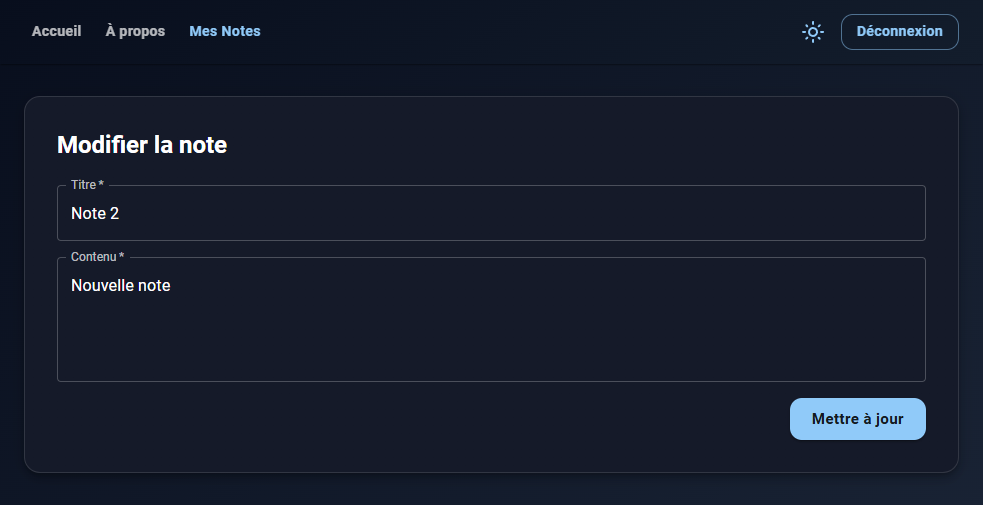 Accueil À propos Mes Notes Déconnexion
Modifier la note
Titre *
Note 2
Contenu *
Nouvelle note
Mettre à jour